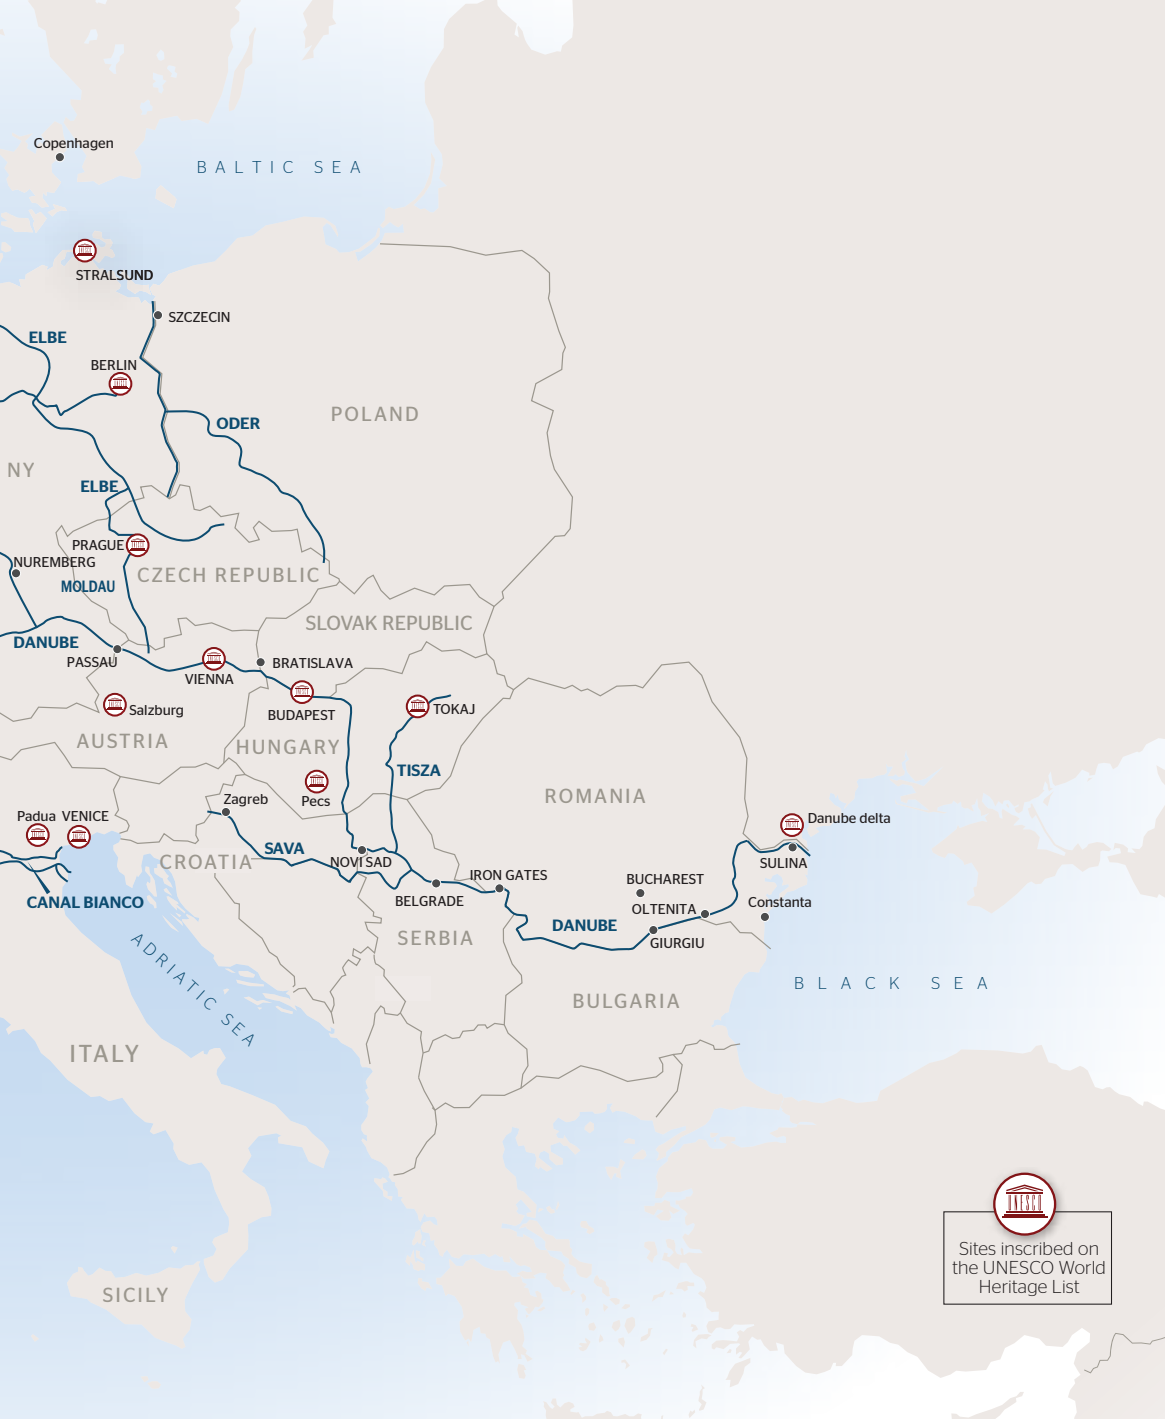 Copenhagen
BALTIC SEA
STRALSUND
SZCZECIN
ELBE
BERLIN
POLAND
ODER
NY
ELBE
PRAGUE
NUREMBERG
CZECH REPUBLIC
MOLDAU
SLOVAK REPUBLIC
DANUBE
PASSAU
BRATISLAVA
VIENNA
Salzburg
TOKAJ
BUDAPEST
AUSTRIA
HUNGARY
TISZA
ROMANIA
Zagreb
Pecs
Padua
VENICE
Danube delta
SAVA
CROATIA
NOVI SAD
SULINA
IRON GATES
BUCHAREST
CANAL BIANCO
BELGRADE
OLTENITA
Constanta
DANUBE
SERBIA
GIURGIU
ADRIATIC SEA
BLACK SEA
BULGARIA
ITALY
UNESCO
Sites inscribed on
the UNESCO World
Heritage List
SICILY